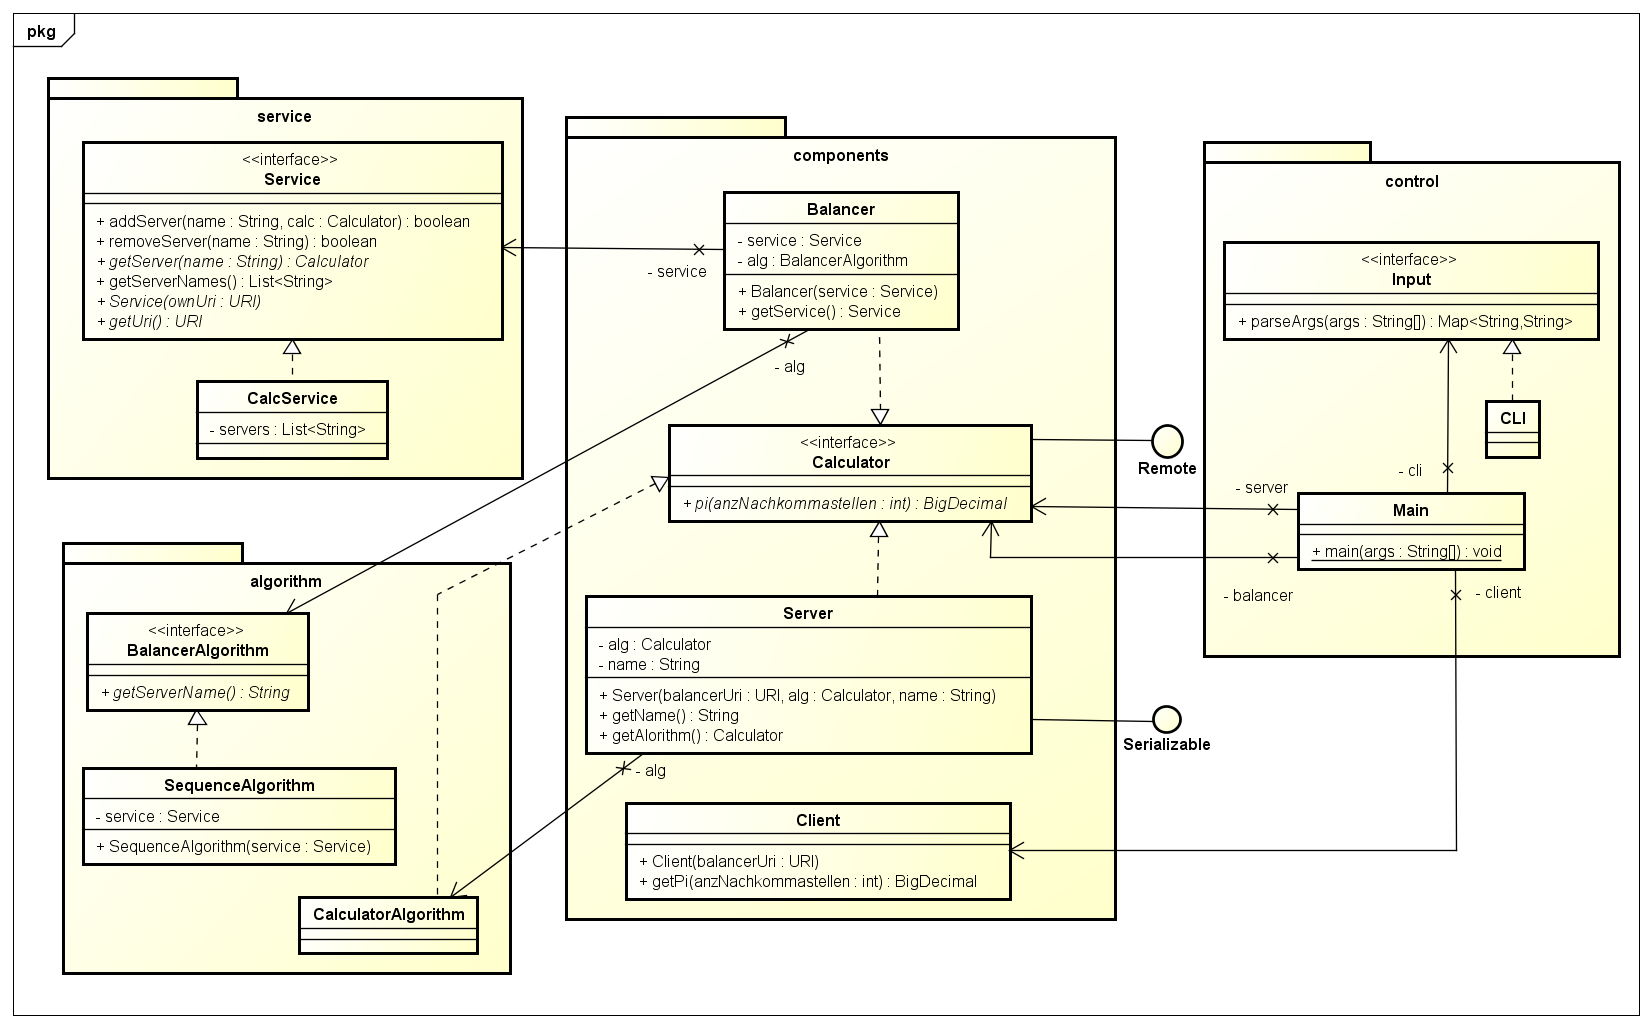 pkg
service
<<interface>>
Service
+ addServer(name : String, calc : Calculator) : boolean
+ removeServer(name : String) : boolean
+ getServer(name : String) : Calculator
+ getServerNames() : List<String>
+ Service(ownUri : URI)
+ getUri() : URI
CalcService
- servers : List<String>
components
Balancer
- service : Service
- alg : BalancerAlgorithm
+ Balancer(service : Service)
+ getService() : Service
- service
- alg
<<interface>>
Calculator
+ pi(anzNachkommastellen : int) : BigDecimal
Remote
Server
- alg : Calculator
- name : String
+ Server(balancerUri : URI, alg : Calculator, name : String)
+ getName() : String
+ getAlorithm() : Calculator
Serializable
- alg
Client
+ Client(balancerUri : URI)
+ getPi(anzNachkommastellen : int) : BigDecimal
control
<<interface>>
Input
+ parseArgs(args : String[]) : Map<String,String>
CLI
- cli
- server
Main
+ main(args : String[]) : void
- balancer
- client
algorithm
<<interface>>
BalancerAlgorithm
+ getServerName() : String
SequenceAlgorithm
- service : Service
+ SequenceAlgorithm(service : Service)
CalculatorAlgorithm